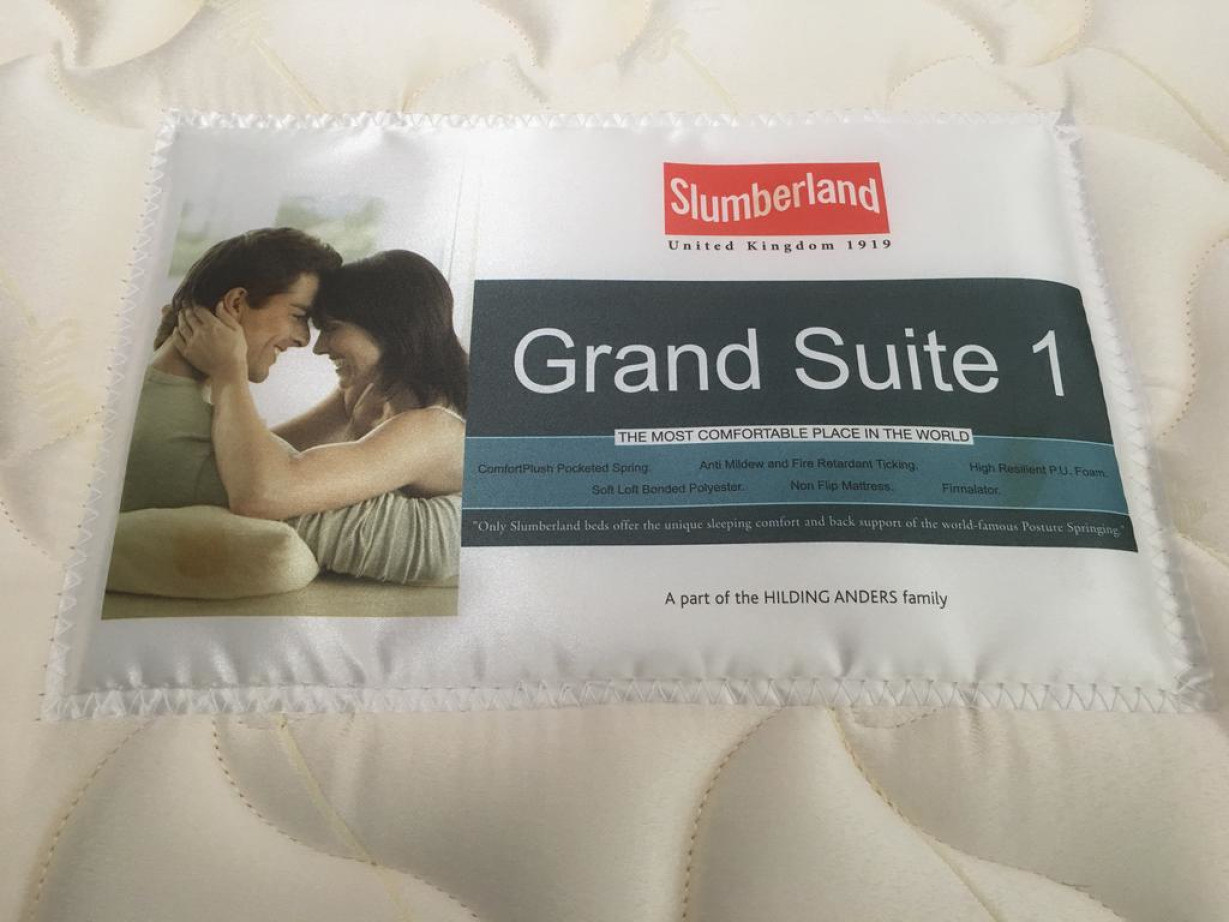 Slumberland
United Kingdom 1919
Grand Suite 1
THE MOST COMFORTABLE PLACE IN THE WORLD
ComfortPlush Pocketed Spring. Anti Mildew and Fire Retardant Ticking. High Resilient P.U. Foam.
Soft Loft Bonded Polyester. Non Flip Mattress. Firmalator.
"Only Slumberland beds offer the unique sleeping comfort and back support of the world-famous Posture Springing."
A part of the HILDING ANDERS family